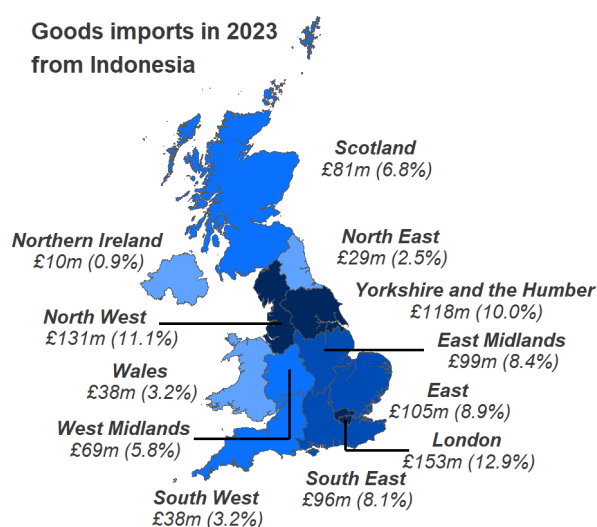 Goods imports in 2023
from Indonesia
Scotland
£81m (6.8%)
Northern Ireland
£10m (0.9%)
North East
£29m (2.5%)
Yorkshire and the Humber
£118m (10.0%)
North West
£131m (11.1%)
East Midlands
£99m (8.4%)
Wales
£38m (3.2%)
East
£105m (8.9%)
West Midlands
£69m (5.8%)
London
£153m (12.9%)
South East
£96m (8.1%)
South West
£38m (3.2%)